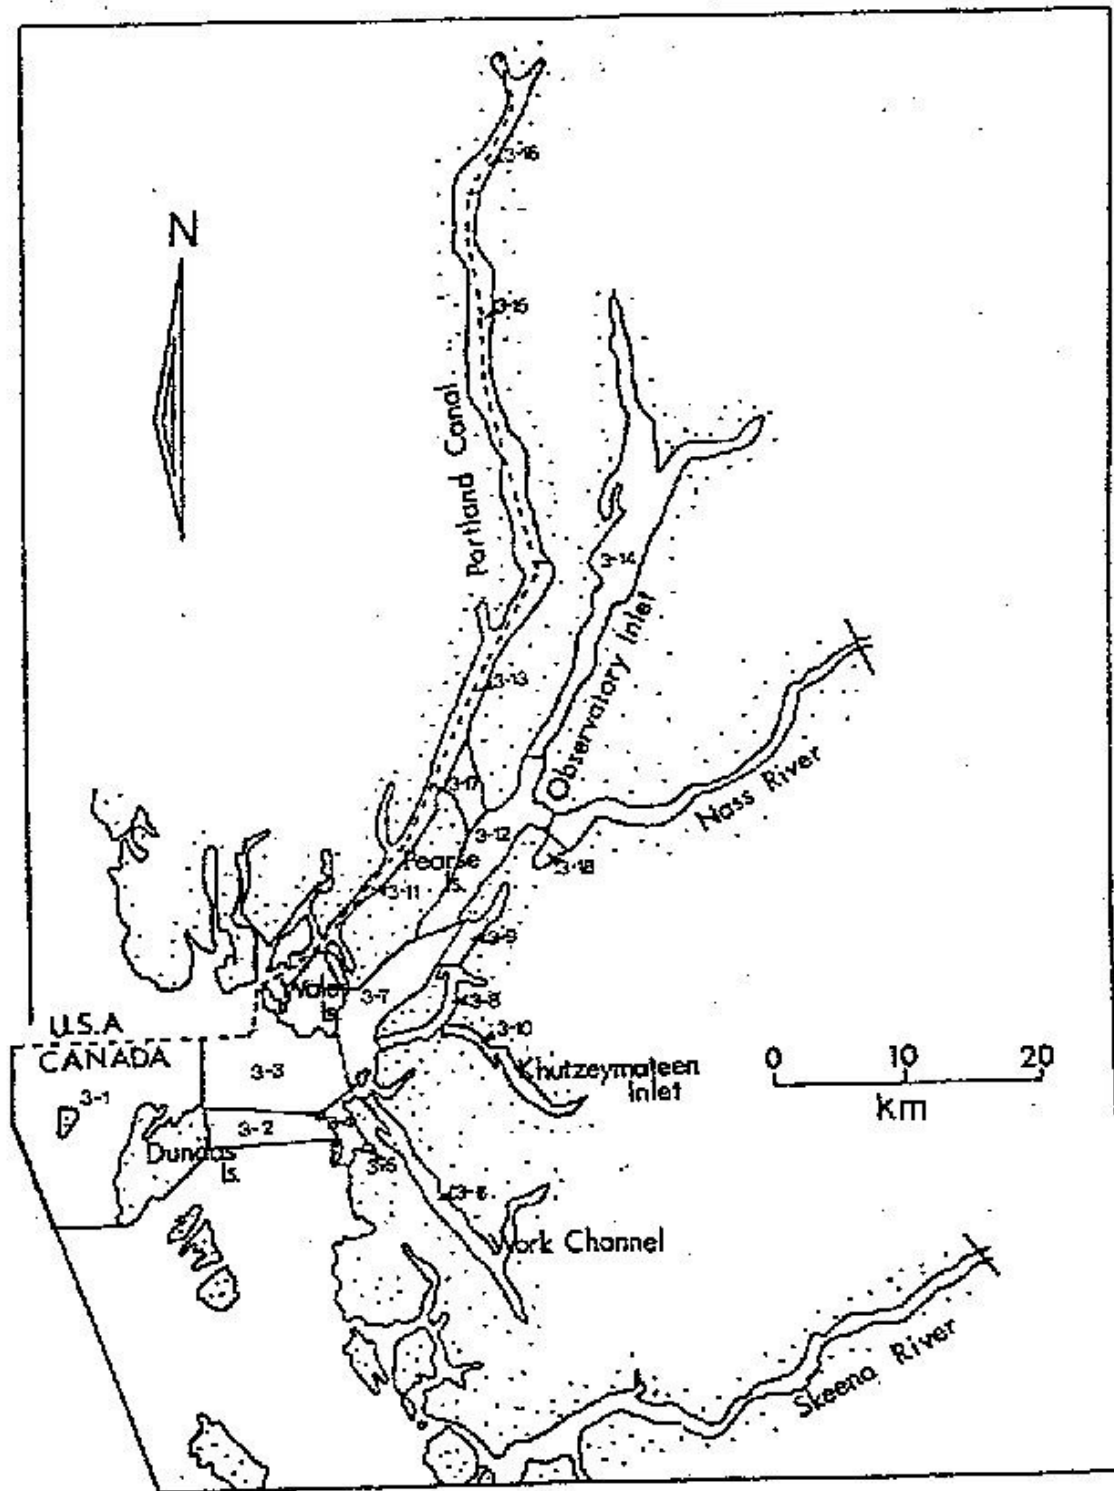 3-16
N
3-15
Portland Canal
3-14
Observatory Inlet
3-13
Nass River
3-17
3-12
Pearse
Is.
3-18
3-11
3-9
Wales
Is.
3-7
3-8
U.S.A
CANADA
3-10
3-3
Khutzeymateen
Inlet
0 10 20
km
3-1
3-2
Dundas
Is.
3-5
Work Channel
Skeena River